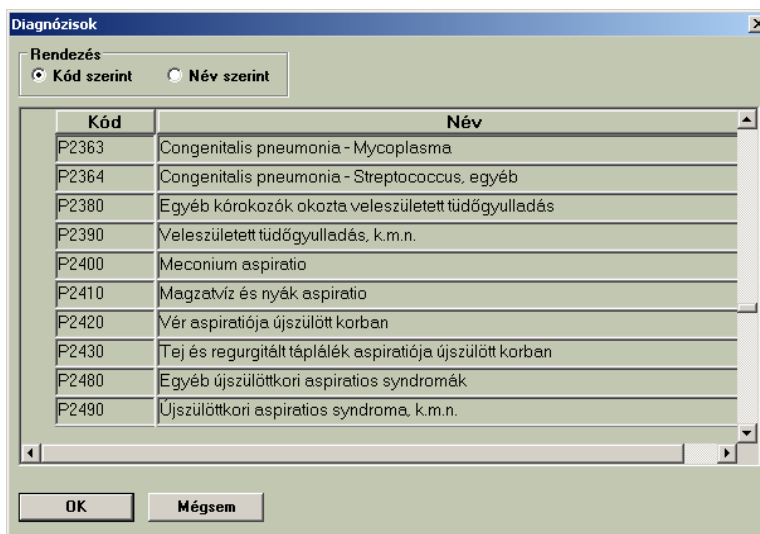 Diagnózisok
Rendezés
Kód szerint Név szerint
Kód Név
P2363 Congenitalis pneumonia - Mycoplasma
P2364 Congenitalis pneumonia - Streptococcus, egyéb
P2380 Egyéb kórokozók okozta veleszületett tüdőgyulladás
P2390 Veleszületett tüdőgyulladás, k.m.n.
P2400 Meconium aspiratio
P2410 Magzatvíz és nyák aspiratio
P2420 Vér aspiratiója újszülött korban
P2430 Tej és regurgitált táplálék aspiratiója újszülött korban
P2480 Egyéb újszülöttkori aspiratios syndromák
P2490 Újszülöttkori aspiratios syndroma, k.m.n.
OK Mégsem